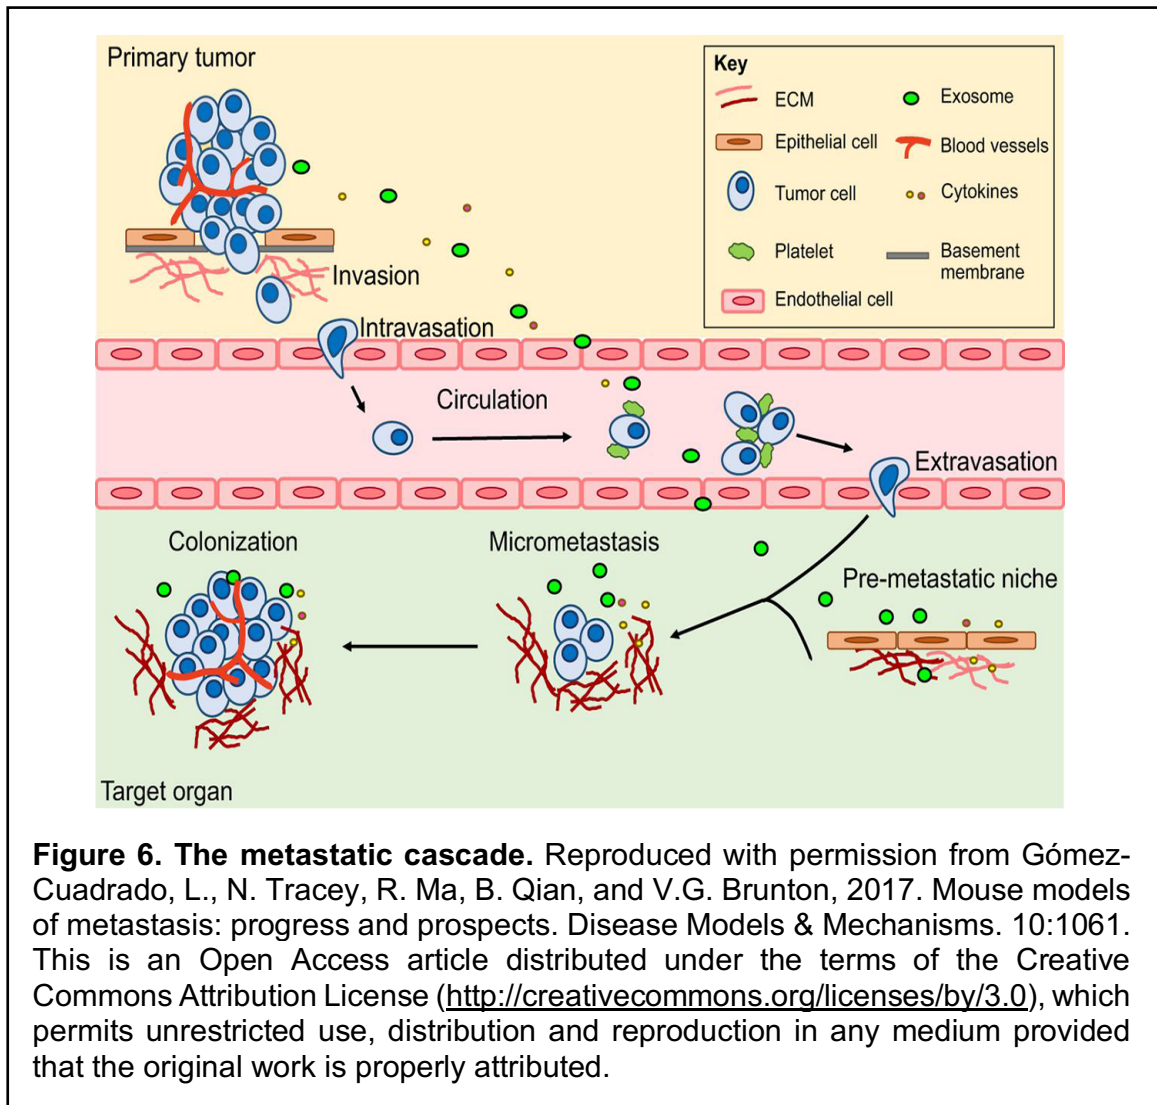 Primary tumor
Key
ECM
Exosome
Epithelial cell
Blood vessels
Tumor cell
Cytokines
Platelet
Basement
membrane
Endothelial cell
Invasion
Intravasation
Circulation
Extravasation
Colonization
Micrometastasis
Pre-metastatic niche
Target organ
Figure 6. The metastatic cascade. Reproduced with permission from Gómez-
Cuadrado, L., N. Tracey, R. Ma, B. Qian, and V.G. Brunton, 2017. Mouse models
of metastasis: progress and prospects. Disease Models & Mechanisms. 10:1061.
This is an Open Access article distributed under the terms of the Creative
Commons Attribution License (http://creativecommons.org/licenses/by/3.0), which
permits unrestricted use, distribution and reproduction in any medium provided
that the original work is properly attributed.